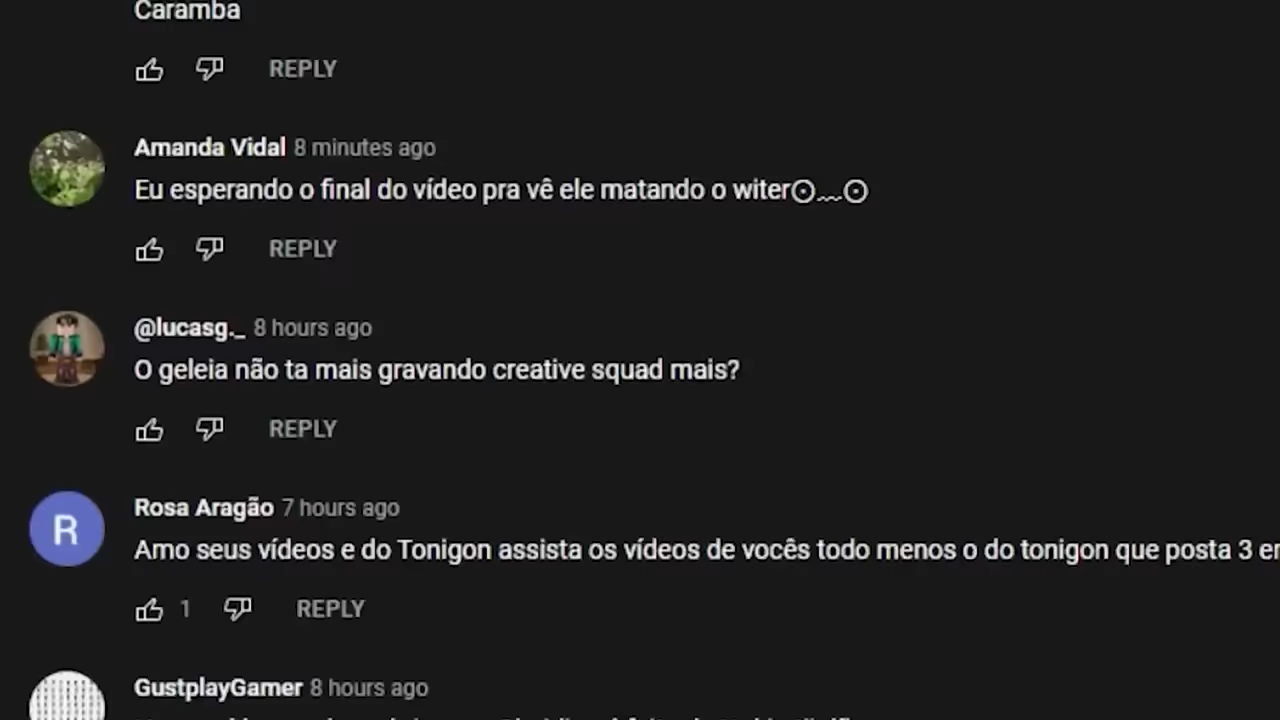 Caramba
REPLY
Amanda Vidal 8 minutes ago
Eu esperando o final do vídeo pra vê ele matando o witer⊙﹏⊙
REPLY
@lucasg._ 8 hours ago
O geleia não ta mais gravando creative squad mais?
REPLY
R
Rosa Aragão 7 hours ago
Amo seus vídeos e do Tonigon assista os vídeos de vocês todo menos o do tonigon que posta 3
1 REPLY
GustplayGamer 8 hours ago